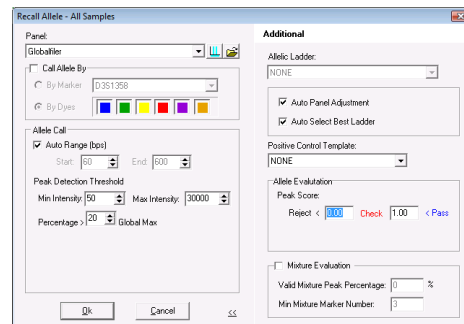 Recall Allele - All Samples
Panel:
Globalfiler
Call Allele By
By Marker D3S1358
By Dyes
Allele Call
Auto Range (bps)
Start: 60 End: 600
Peak Detection Threshold
Min Intensity: 50 Max Intensity: 30000
Percentage > 20 Global Max
Ok Cancel <<
Additional
Allelic Ladder:
NONE
Auto Panel Adjustment
Auto Select Best Ladder
Positive Control Template:
NONE
Allele Evalutation
Peak Score:
Reject < 0.00 Check 1.00 < Pass
Mixture Evaluation
Valid Mixture Peak Percentage: 0 %
Min Mixture Marker Number: 3